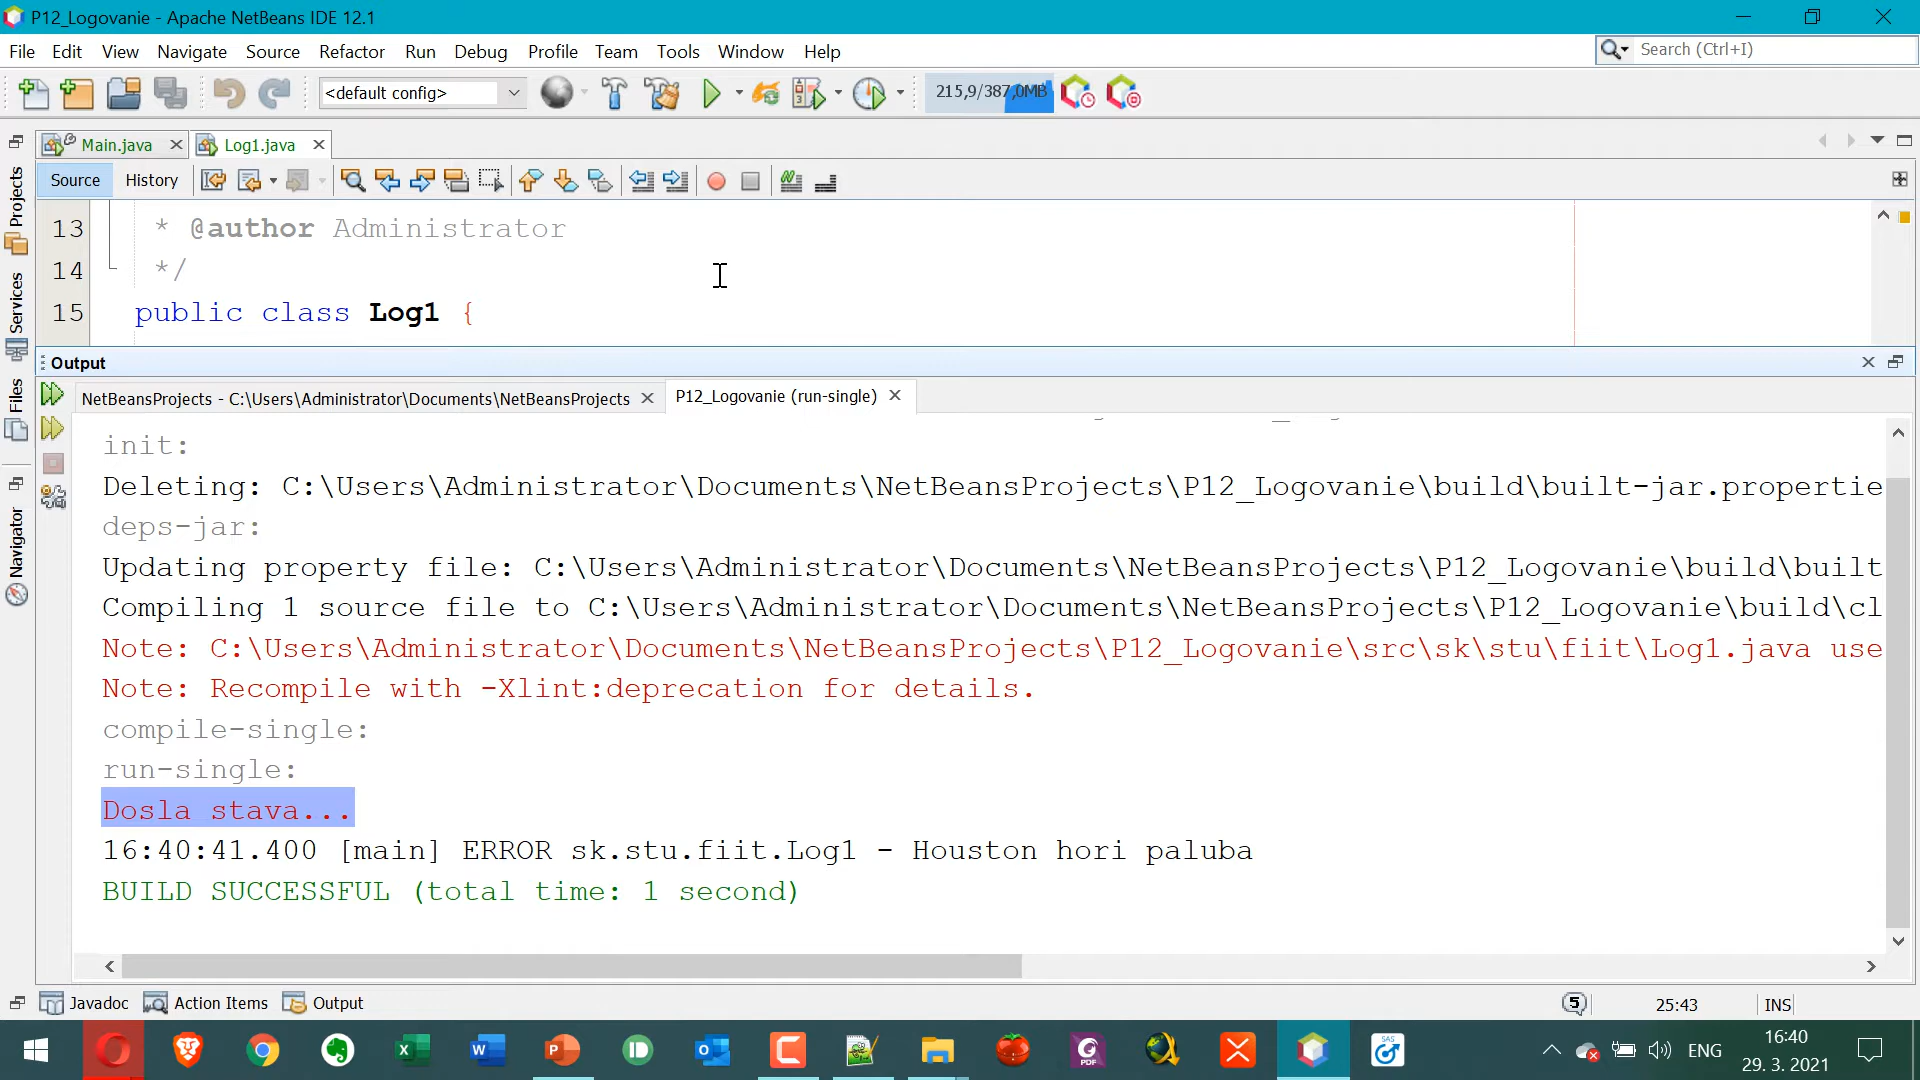 P12_Logovanie - Apache NetBeans IDE 12.1
File Edit View Navigate Source Refactor Run Debug Profile Team Tools Window Help
Search (Ctrl+I)
<default config>
215,9/387,0MB
Main.java
Log1.java
Source History
13 * @author Administrator
14 */
15 public class Log1 {
Output
NetBeansProjects - C:\Users\Administrator\Documents\NetBeansProjects
P12_Logovanie (run-single)
init:
Deleting: C:\Users\Administrator\Documents\NetBeansProjects\P12_Logovanie\build\built-jar.propertie
deps-jar:
Updating property file: C:\Users\Administrator\Documents\NetBeansProjects\P12_Logovanie\build\built
Compiling 1 source file to C:\Users\Administrator\Documents\NetBeansProjects\P12_Logovanie\build\cl
Note: C:\Users\Administrator\Documents\NetBeansProjects\P12_Logovanie\src\sk\stu\fiit\Log1.java use
Note: Recompile with -Xlint:deprecation for details.
compile-single:
run-single:
Dosla stava...
16:40:41.400 [main] ERROR sk.stu.fiit.Log1 - Houston hori paluba
BUILD SUCCESSFUL (total time: 1 second)
Projects
Services
Files
Navigator
Javadoc
Action Items
Output
5
25:43
INS
PDF
SAS
ENG
16:40
29. 3. 2021